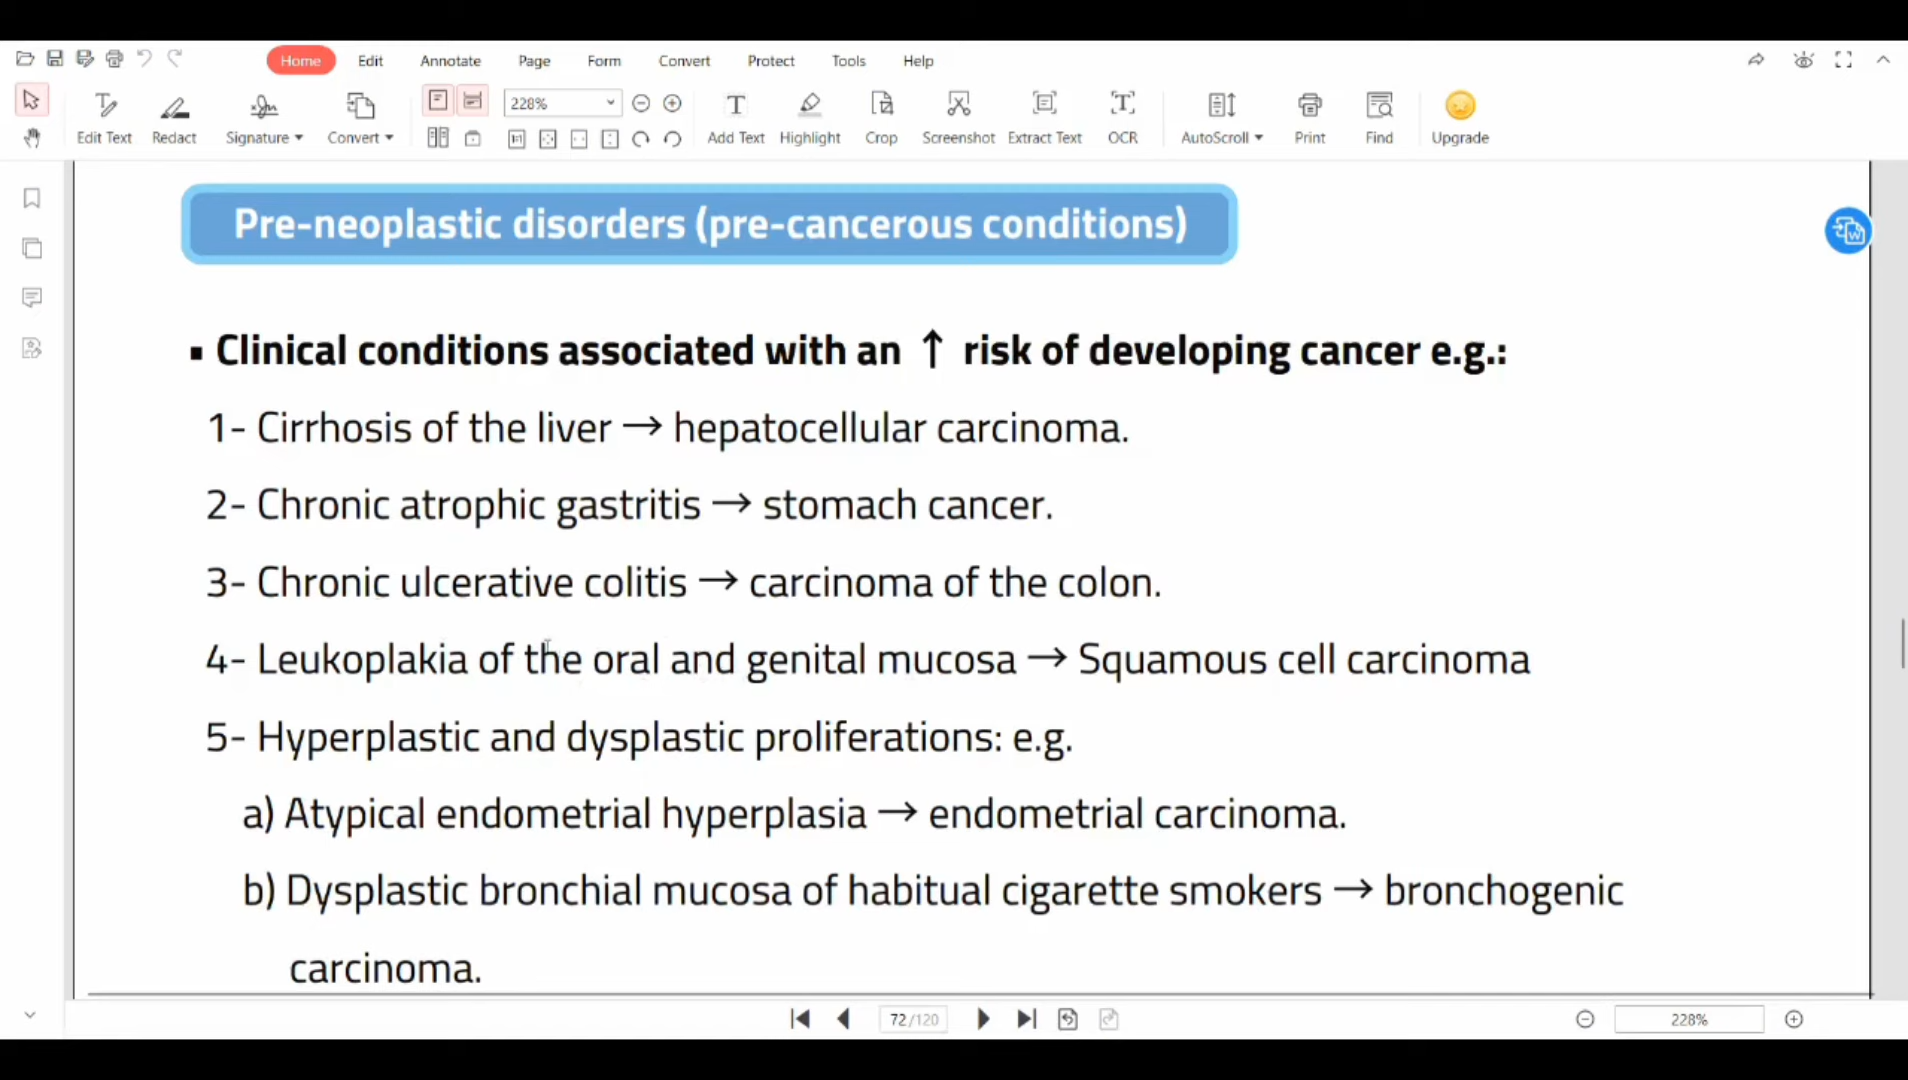 Home Edit Annotate Page Form Convert Protect Tools Help
228%
Edit Text Redact Signature Convert Add Text Highlight Crop Screenshot Extract Text OCR AutoScroll Print Find Upgrade
Pre-neoplastic disorders (pre-cancerous conditions)
▪ Clinical conditions associated with an ↑ risk of developing cancer e.g.:
1- Cirrhosis of the liver → hepatocellular carcinoma.
2- Chronic atrophic gastritis → stomach cancer.
3- Chronic ulcerative colitis → carcinoma of the colon.
4- Leukoplakia of the oral and genital mucosa → Squamous cell carcinoma
5- Hyperplastic and dysplastic proliferations: e.g.
a) Atypical endometrial hyperplasia → endometrial carcinoma.
b) Dysplastic bronchial mucosa of habitual cigarette smokers → bronchogenic
carcinoma.
72/120 228%